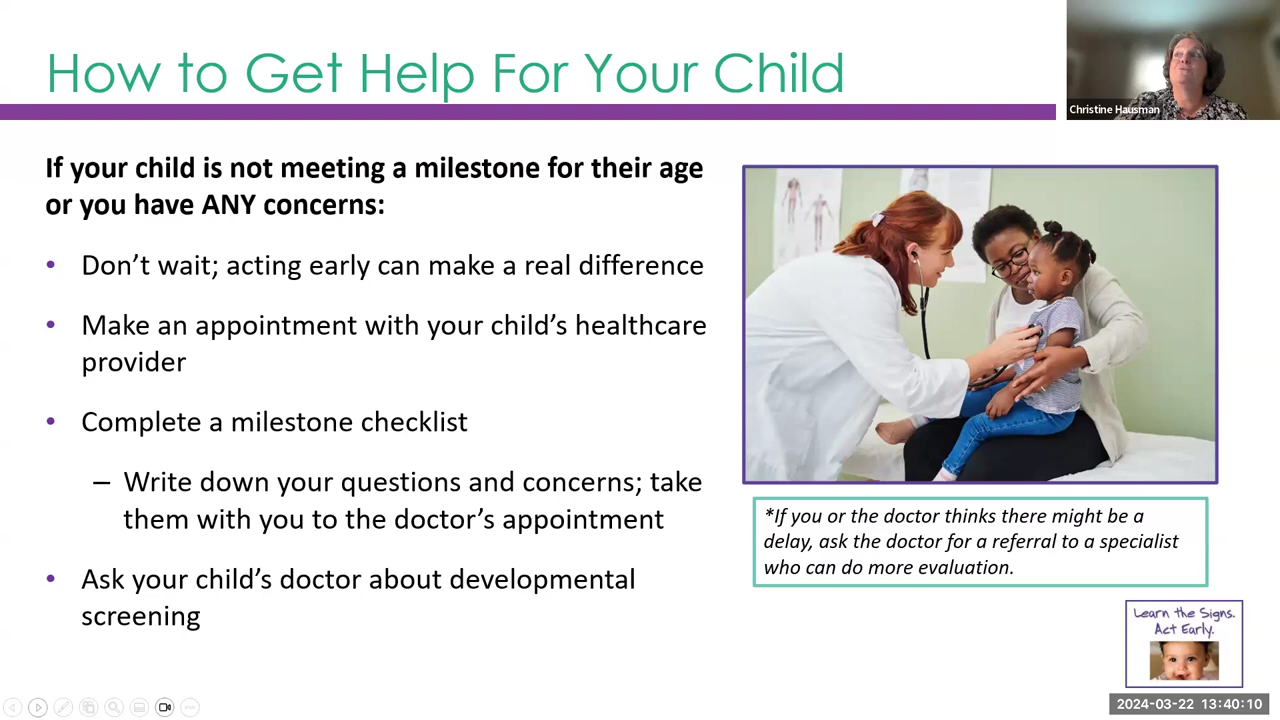 How to Get Help For Your Child
Christine Hausman
If your child is not meeting a milestone for their age
or you have ANY concerns:
• Don’t wait; acting early can make a real difference
• Make an appointment with your child’s healthcare
provider
• Complete a milestone checklist
– Write down your questions and concerns; take
them with you to the doctor’s appointment
• Ask your child’s doctor about developmental
screening
*If you or the doctor thinks there might be a
delay, ask the doctor for a referral to a specialist
who can do more evaluation.
Learn the Signs.
Act Early.
2024-03-22 13:40:10